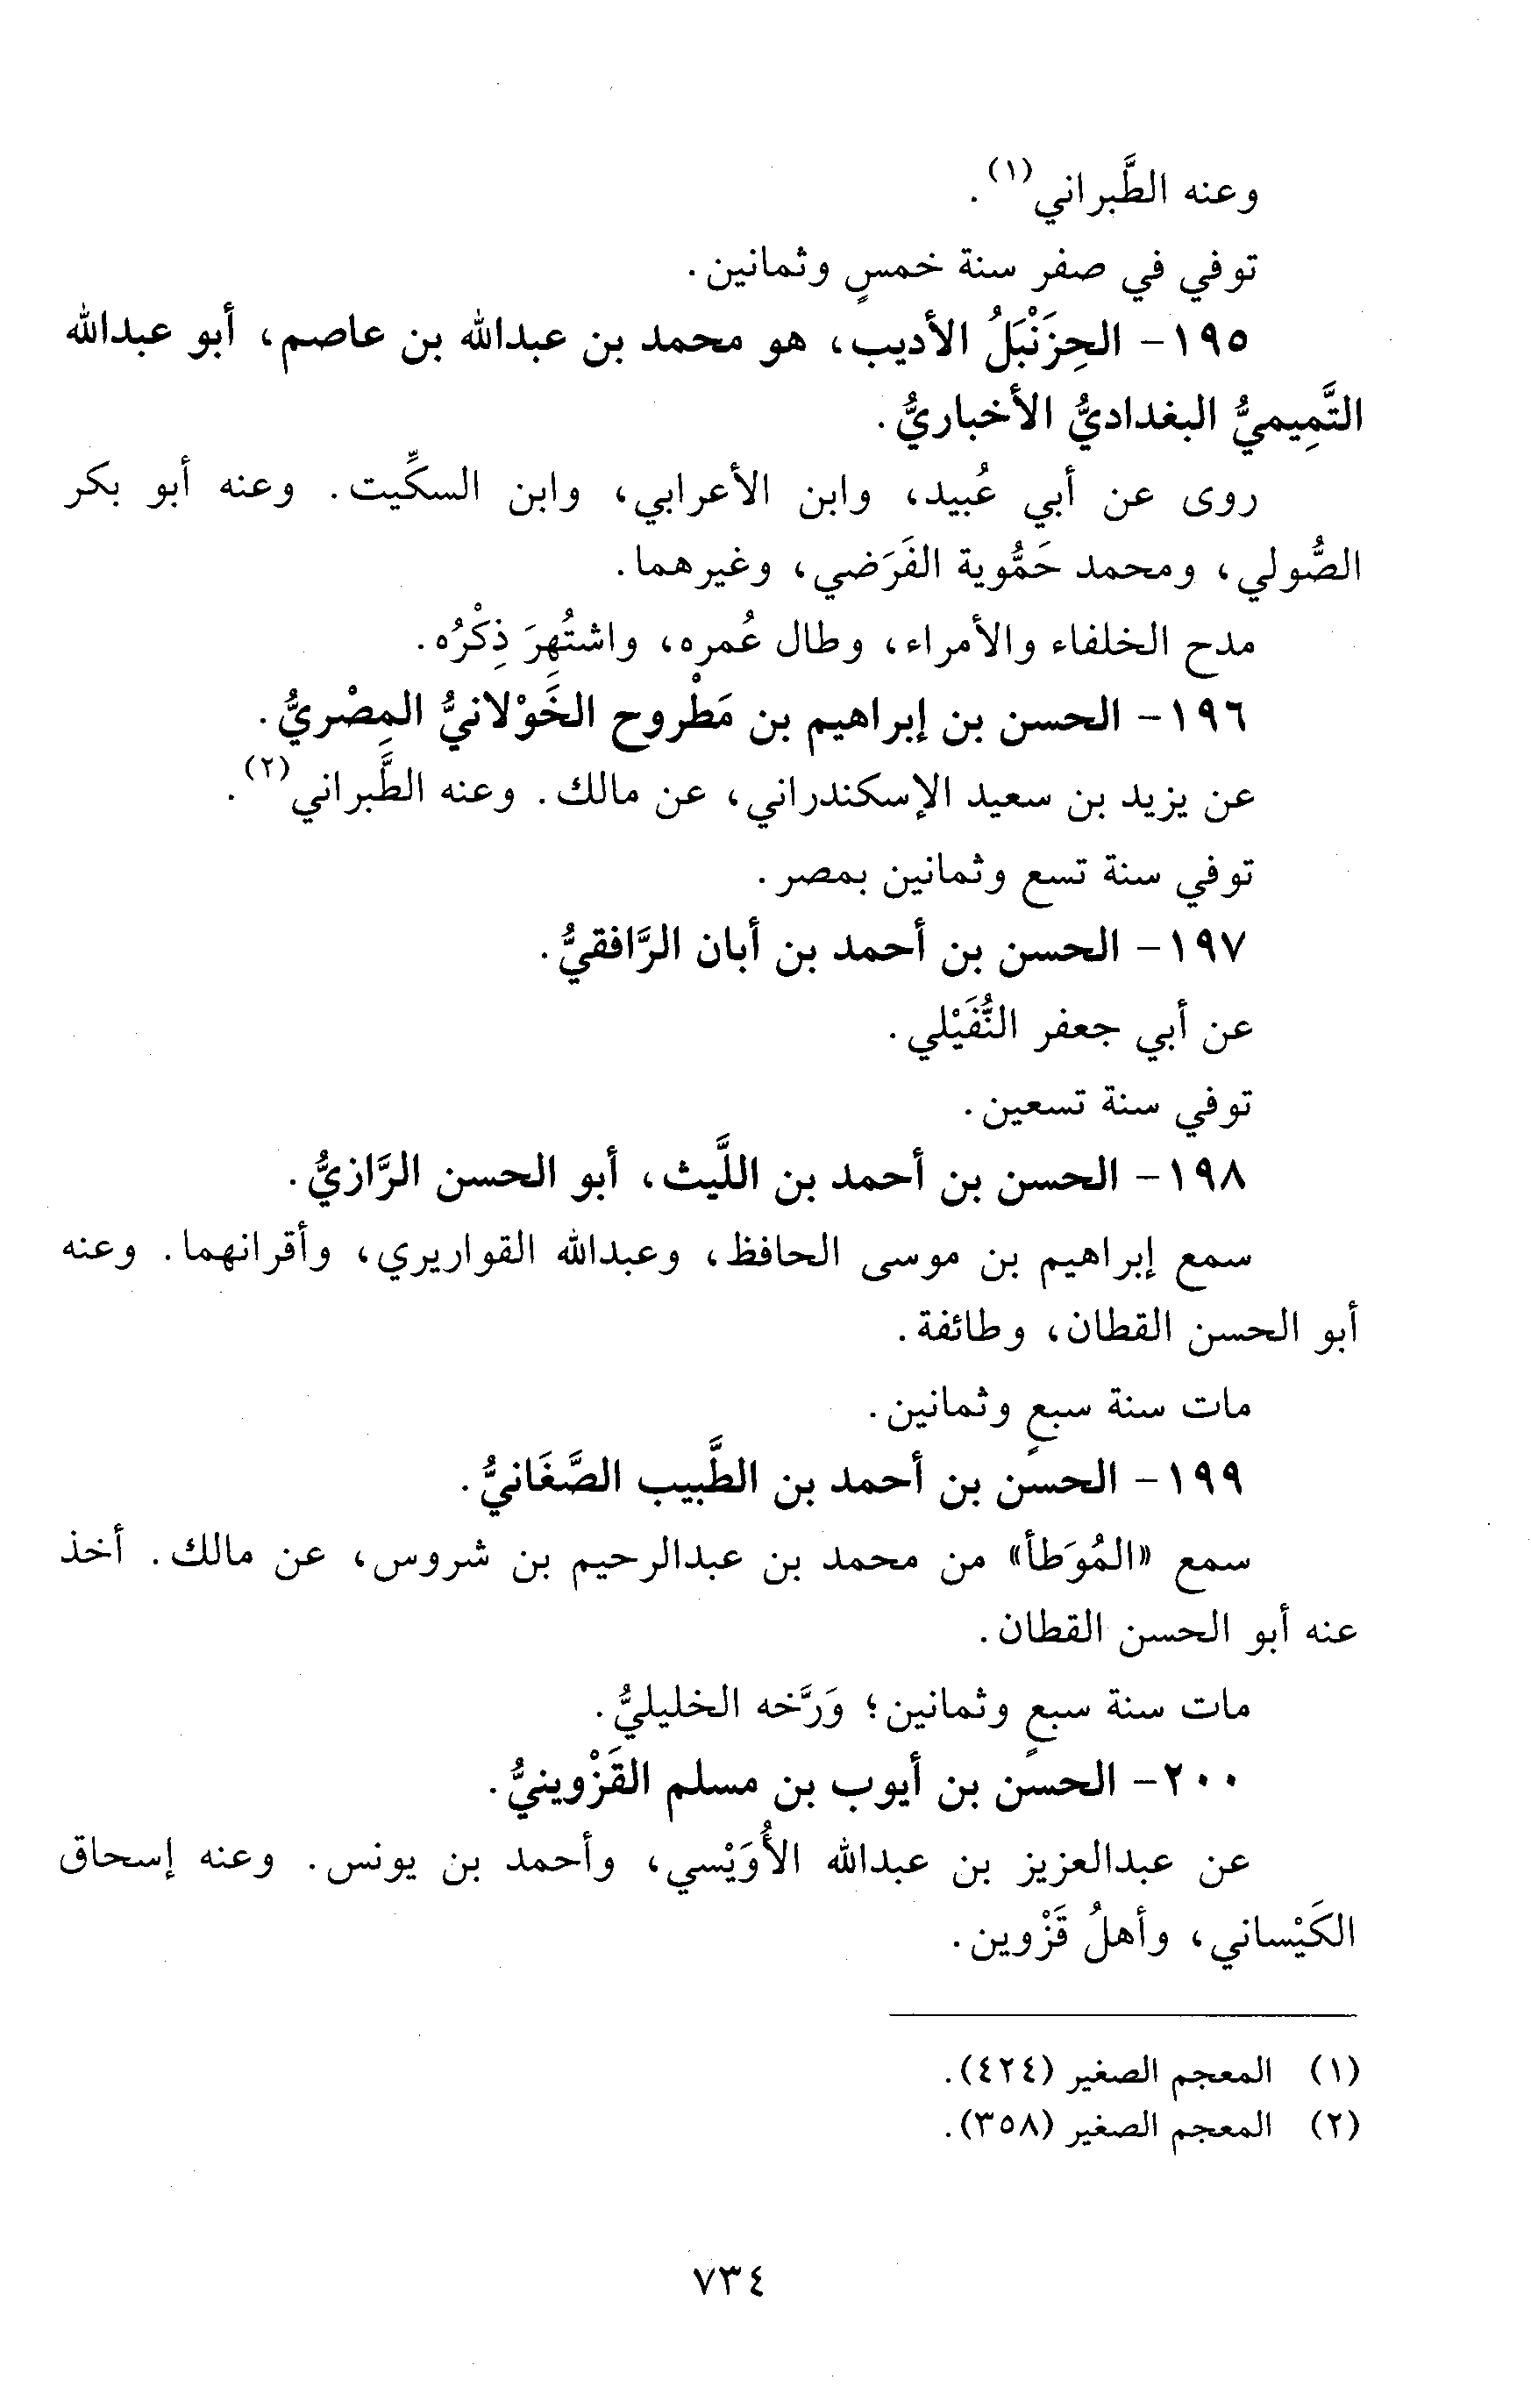 وعنه الطَّبراني(١).
توفي في صفر سنة خمسٍ وثمانين.
١٩٥- الحِزَنْبَلُ الأديب، هو محمد بن عبدالله بن عاصم، أبو عبدالله
التَّمِيميُّ البغداديُّ الأخباريُّ.
روى عن أبي عُبيد، وابن الأعرابي، وابن السكِّيت. وعنه أبو بكر
الصُّولي، ومحمد حَمُّوية الفَرَضي، وغيرهما.
مدح الخلفاء والأمراء، وطال عُمره، واشتُهِرَ ذِكْرُه.
١٩٦- الحسن بن إبراهيم بن مَطْروح الخَوْلانيُّ المِصْريُّ.
عن يزيد بن سعيد الإسكندراني، عن مالك. وعنه الطَّبراني(٢).
توفي سنة تسع وثمانين بمصر.
١٩٧- الحسن بن أحمد بن أبان الرَّافقيُّ.
عن أبي جعفر النُّفَيْلي.
توفي سنة تسعين.
١٩٨- الحسن بن أحمد بن اللَّيث، أبو الحسن الرَّازيُّ.
سمع إبراهيم بن موسى الحافظ، وعبدالله القواريري، وأقرانهما. وعنه
أبو الحسن القطان، وطائفة.
مات سنة سبعٍ وثمانين.
١٩٩- الحسن بن أحمد بن الطَّبيب الصَّغَانيُّ.
سمع «المُوَطأ» من محمد بن عبدالرحيم بن شروس، عن مالك. أخذ
عنه أبو الحسن القطان.
مات سنة سبعٍ وثمانين؛ وَرَّخه الخليليُّ.
٢٠٠- الحسن بن أيوب بن مسلم القَزْوينيُّ.
عن عبدالعزيز بن عبدالله الأُوَيْسي، وأحمد بن يونس. وعنه إسحاق
الكَيْساني، وأهلُ قَزْوين.
(١) المعجم الصغير (٤٢٤).
(٢) المعجم الصغير (٣٥٨).
٧٣٤